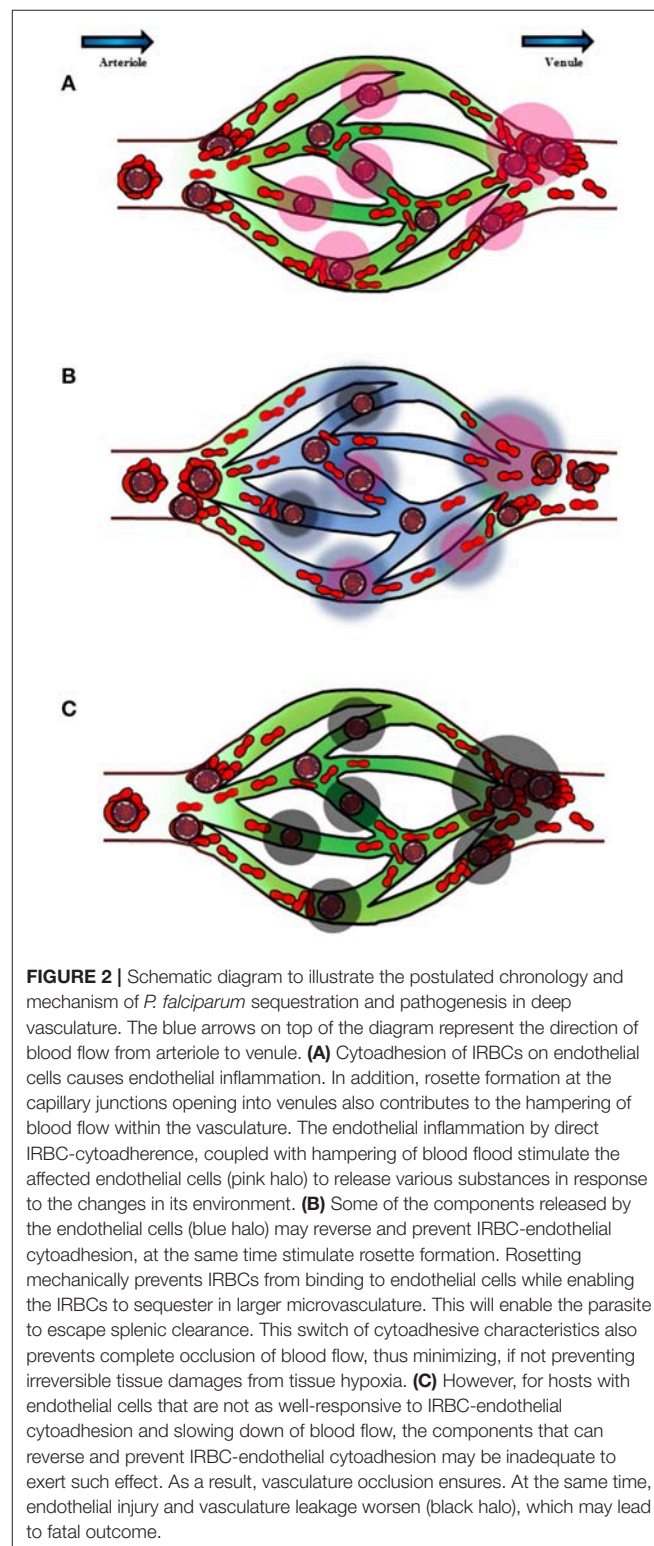 Arteriole Venule
A
B
C
FIGURE 2 | Schematic diagram to illustrate the postulated chronology and
mechanism of P. falciparum sequestration and pathogenesis in deep
vasculature. The blue arrows on top of the diagram represent the direction of
blood flow from arteriole to venule. (A) Cytoadhesion of IRBCs on endothelial
cells causes endothelial inflammation. In addition, rosette formation at the
capillary junctions opening into venules also contributes to the hampering of
blood flow within the vasculature. The endothelial inflammation by direct
IRBC-cytoadherence, coupled with hampering of blood flood stimulate the
affected endothelial cells (pink halo) to release various substances in response
to the changes in its environment. (B) Some of the components released by
the endothelial cells (blue halo) may reverse and prevent IRBC-endothelial
cytoadhesion, at the same time stimulate rosette formation. Rosetting
mechanically prevents IRBCs from binding to endothelial cells while enabling
the IRBCs to sequester in larger microvasculature. This will enable the parasite
to escape splenic clearance. This switch of cytoadhesive characteristics also
prevents complete occlusion of blood flow, thus minimizing, if not preventing
irreversible tissue damages from tissue hypoxia. (C) However, for hosts with
endothelial cells that are not as well-responsive to IRBC-endothelial
cytoadhesion and slowing down of blood flow, the components that can
reverse and prevent IRBC-endothelial cytoadhesion may be inadequate to
exert such effect. As a result, vasculature occlusion ensures. At the same time,
endothelial injury and vasculature leakage worsen (black halo), which may lead
to fatal outcome.